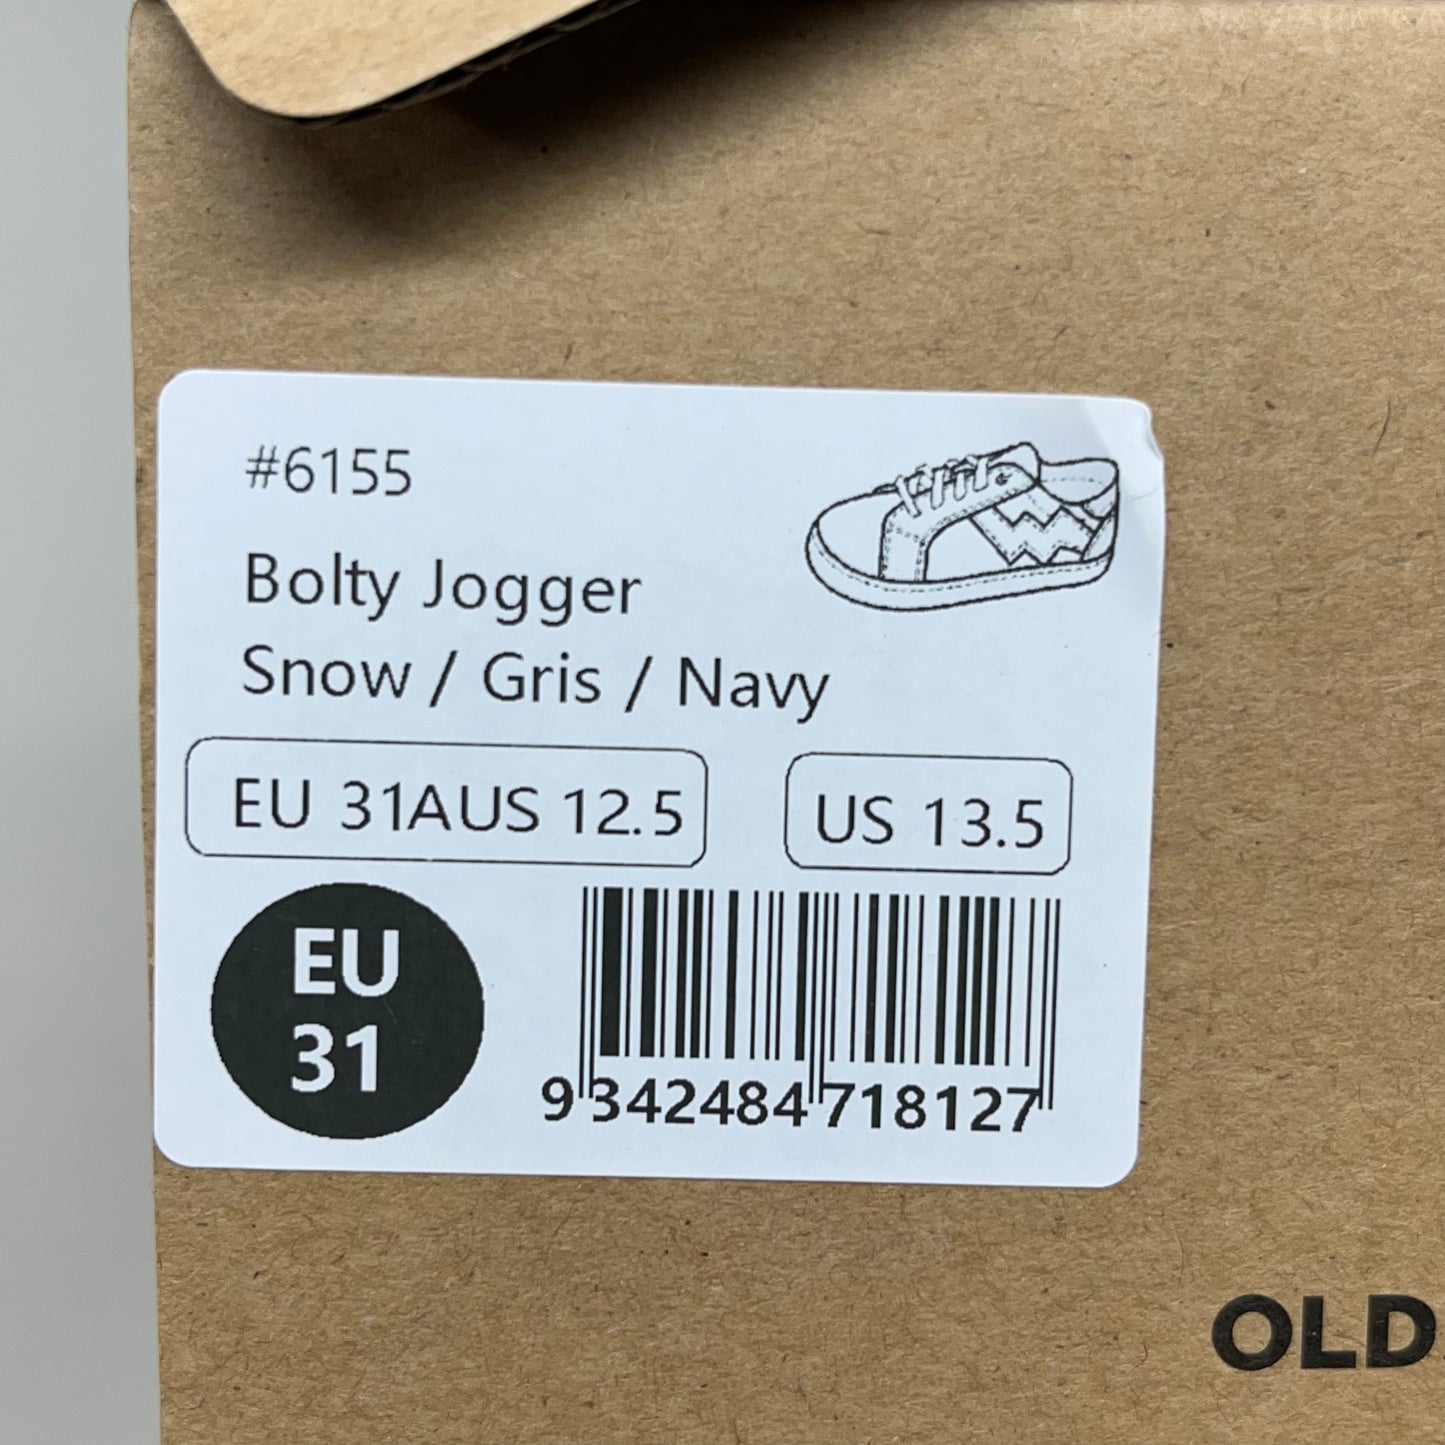 #6155
Bolty Jogger
Snow / Gris / Navy
EU 31AUS 12.5
US 13.5
EU
31
9342484718127
OLD